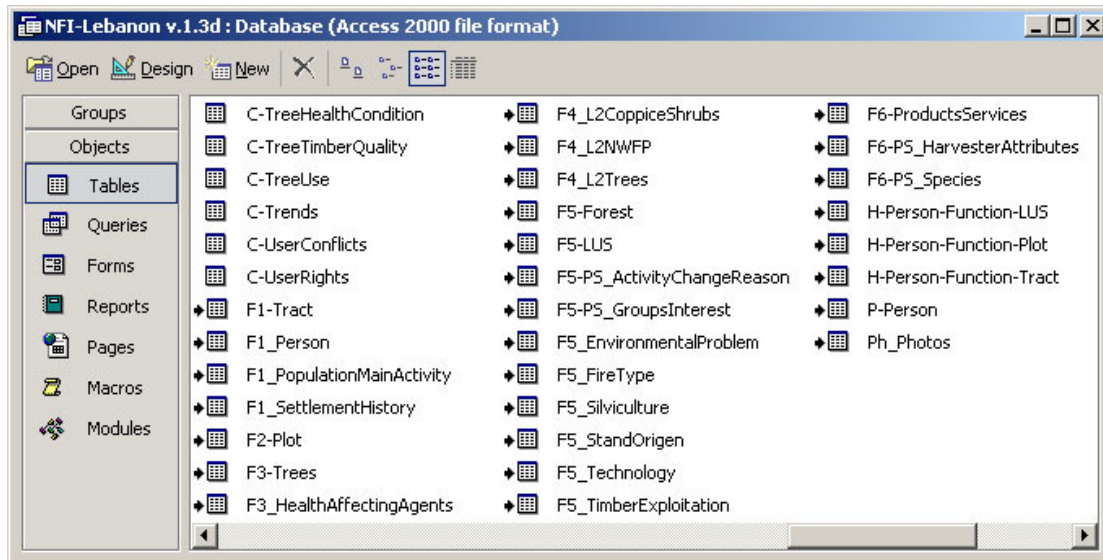 NFI-Lebanon v.1.3d : Database (Access 2000 file format)
Open Design New
Groups
Objects
Tables
Queries
Forms
Reports
Pages
Macros
Modules
C-TreeHealthCondition
C-TreeTimberQuality
C-TreeUse
C-Trends
C-UserConflicts
C-UserRights
F1-Tract
F1_Person
F1_PopulationMainActivity
F1_SettlementHistory
F2-Plot
F3-Trees
F3_HealthAffectingAgents
F4_L2CoppiceShrubs
F4_L2NWFP
F4_L2Trees
F5-Forest
F5-LUS
F5-PS_ActivityChangeReason
F5-PS_GroupsInterest
F5_EnvironmentalProblem
F5_FireType
F5_Silviculture
F5_StandOrigen
F5_Technology
F5_TimberExploitation
F6-ProductsServices
F6-PS_HarvesterAttributes
F6-PS_Species
H-Person-Function-LUS
H-Person-Function-Plot
H-Person-Function-Tract
P-Person
Ph_Photos